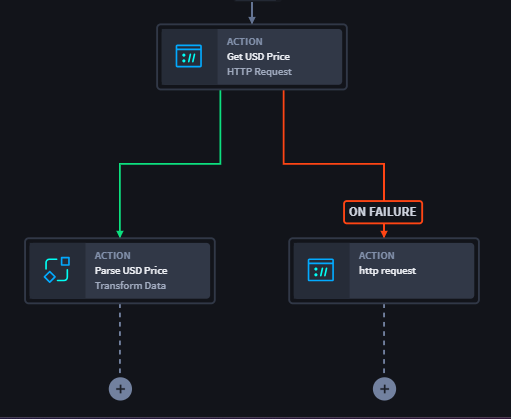 ACTION
Get USD Price
HTTP Request
ON FAILURE
ACTION
Parse USD Price
Transform Data
ACTION
http request